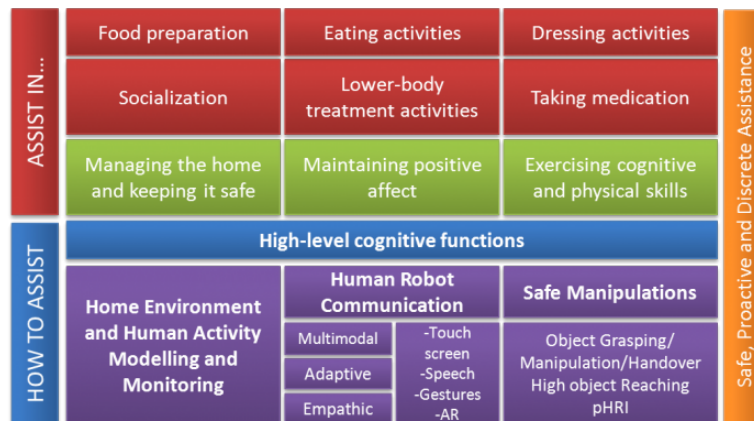 ASSIST IN...
Food preparation
Eating activities
Dressing activities
Socialization
Lower-body
treatment activities
Taking medication
Managing the home
and keeping it safe
Maintaining positive
affect
Exercising cognitive
and physical skills
HOW TO ASSIST
High-level cognitive functions
Home Environment
and Human Activity
Modelling and
Monitoring
Human Robot
Communication
Multimodal
Adaptive
Empathic
-Touch
screen
-Speech
-Gestures
-AR
Safe Manipulations
Object Grasping/
Manipulation/Handover
High object Reaching
pHRI
Safe, Proactive and Discrete Assistance